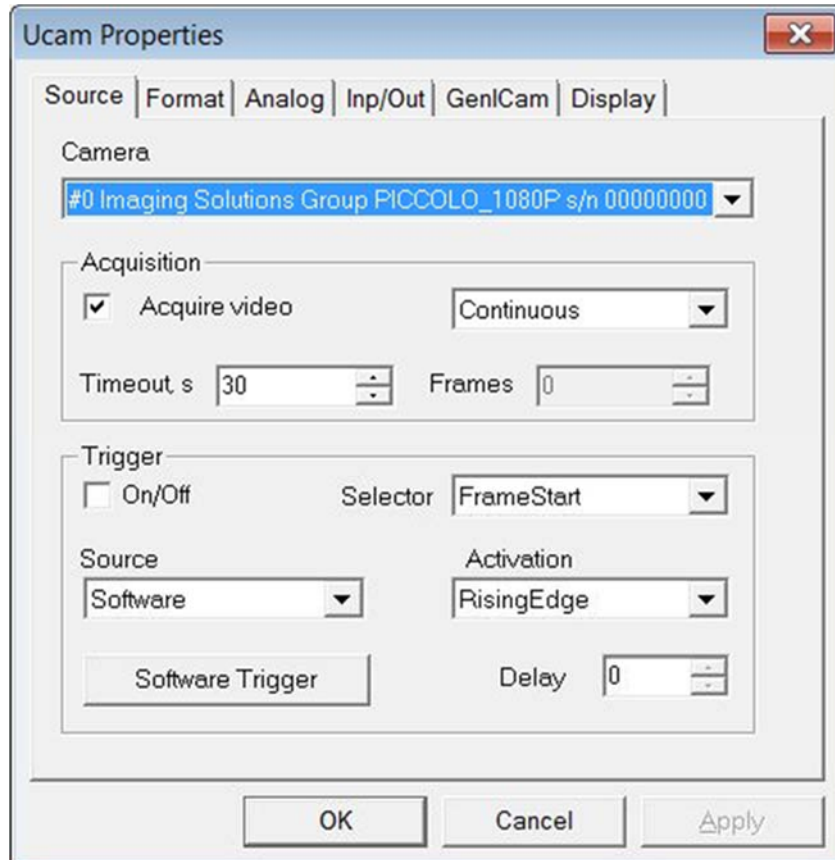 Ucam Properties
Source Format Analog Inp/Out GenICam Display
Camera
#0 Imaging Solutions Group PICCOLO_1080P s/n 00000000
Acquisition
Acquire video Continuous
Timeout, s 30 Frames 0
Trigger
On/Off Selector FrameStart
Source Activation
Software RisingEdge
Software Trigger Delay 0
OK Cancel Apply